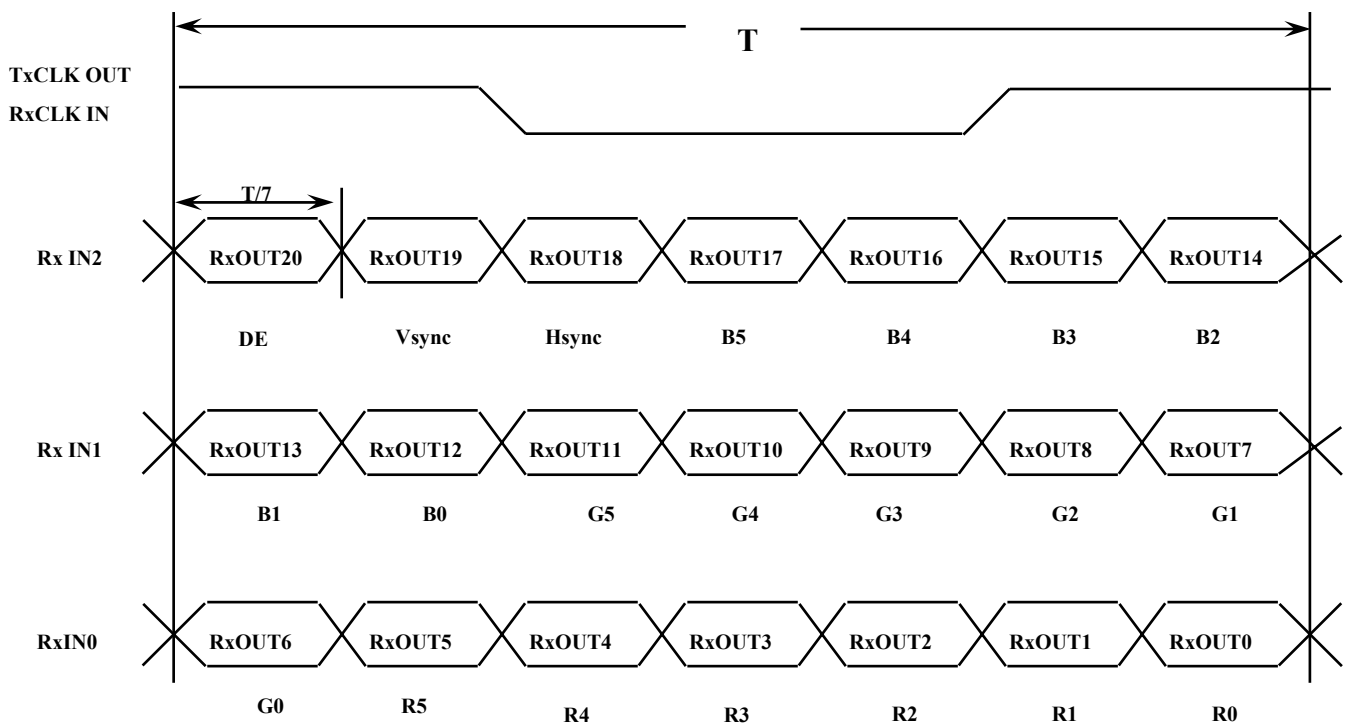 T
TxCLK OUT
RxCLK IN
T/7
Rx IN2 RxOUT20 RxOUT19 RxOUT18 RxOUT17 RxOUT16 RxOUT15 RxOUT14
DE Vsync Hsync B5 B4 B3 B2
Rx IN1 RxOUT13 RxOUT12 RxOUT11 RxOUT10 RxOUT9 RxOUT8 RxOUT7
B1 B0 G5 G4 G3 G2 G1
RxIN0 RxOUT6 RxOUT5 RxOUT4 RxOUT3 RxOUT2 RxOUT1 RxOUT0
G0 R5 R4 R3 R2 R1 R0